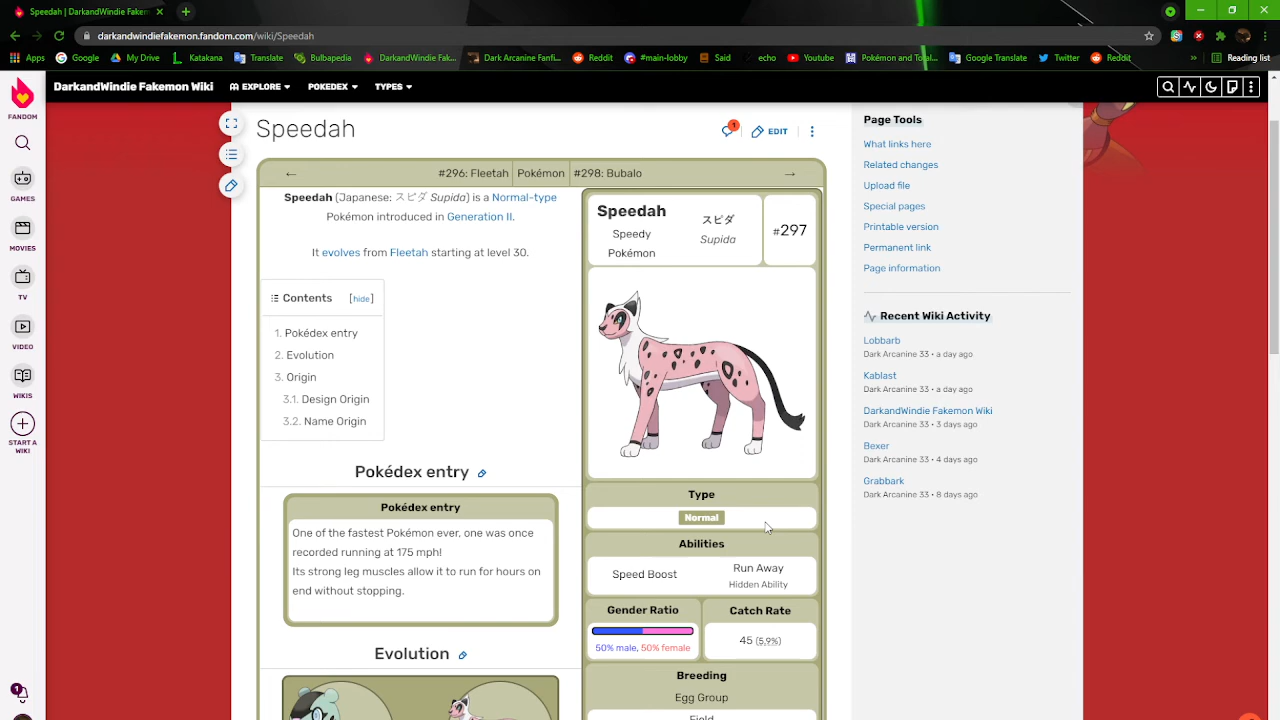 Speedah | DarkandWindie Fakemon
darkandwindiefakemon.fandom.com/wiki/Speedah
Apps Google My Drive Katakana Translate Bulbapedia DarkandWindie Fak... Dark Arcanine Fanfi... Reddit #main-lobby Said echo Youtube Pokémon and Total... Google Translate Twitter Reddit » Reading list
FANDOM
GAMES
MOVIES
TV
VIDEO
WIKIS
START A
WIKI
1
DarkandWindie Fakemon Wiki EXPLORE POKEDEX TYPES
Speedah
1 EDIT
← #296: Fleetah Pokémon #298: Bubalo →
Speedah (Japanese: スピダ Supida) is a Normal-type
Pokémon introduced in Generation II.
It evolves from Fleetah starting at level 30.
Contents [hide]
1. Pokédex entry
2. Evolution
3. Origin
3.1. Design Origin
3.2. Name Origin
Pokédex entry
Pokédex entry
One of the fastest Pokémon ever, one was once
recorded running at 175 mph!
Its strong leg muscles allow it to run for hours on
end without stopping.
Evolution
Speedah
Speedy
Pokémon
スピダ
Supida
#297
Type
Normal
Abilities
Speed Boost
Run Away
Hidden Ability
Gender Ratio
50% male, 50% female
Catch Rate
45 (5.9%)
Breeding
Egg Group
Field
Page Tools
What links here
Related changes
Upload file
Special pages
Printable version
Permanent link
Page information
Recent Wiki Activity
Lobbarb
Dark Arcanine 33 • a day ago
Kablast
Dark Arcanine 33 • a day ago
DarkandWindie Fakemon Wiki
Dark Arcanine 33 • 3 days ago
Bexer
Dark Arcanine 33 • 4 days ago
Grabbark
Dark Arcanine 33 • 8 days ago